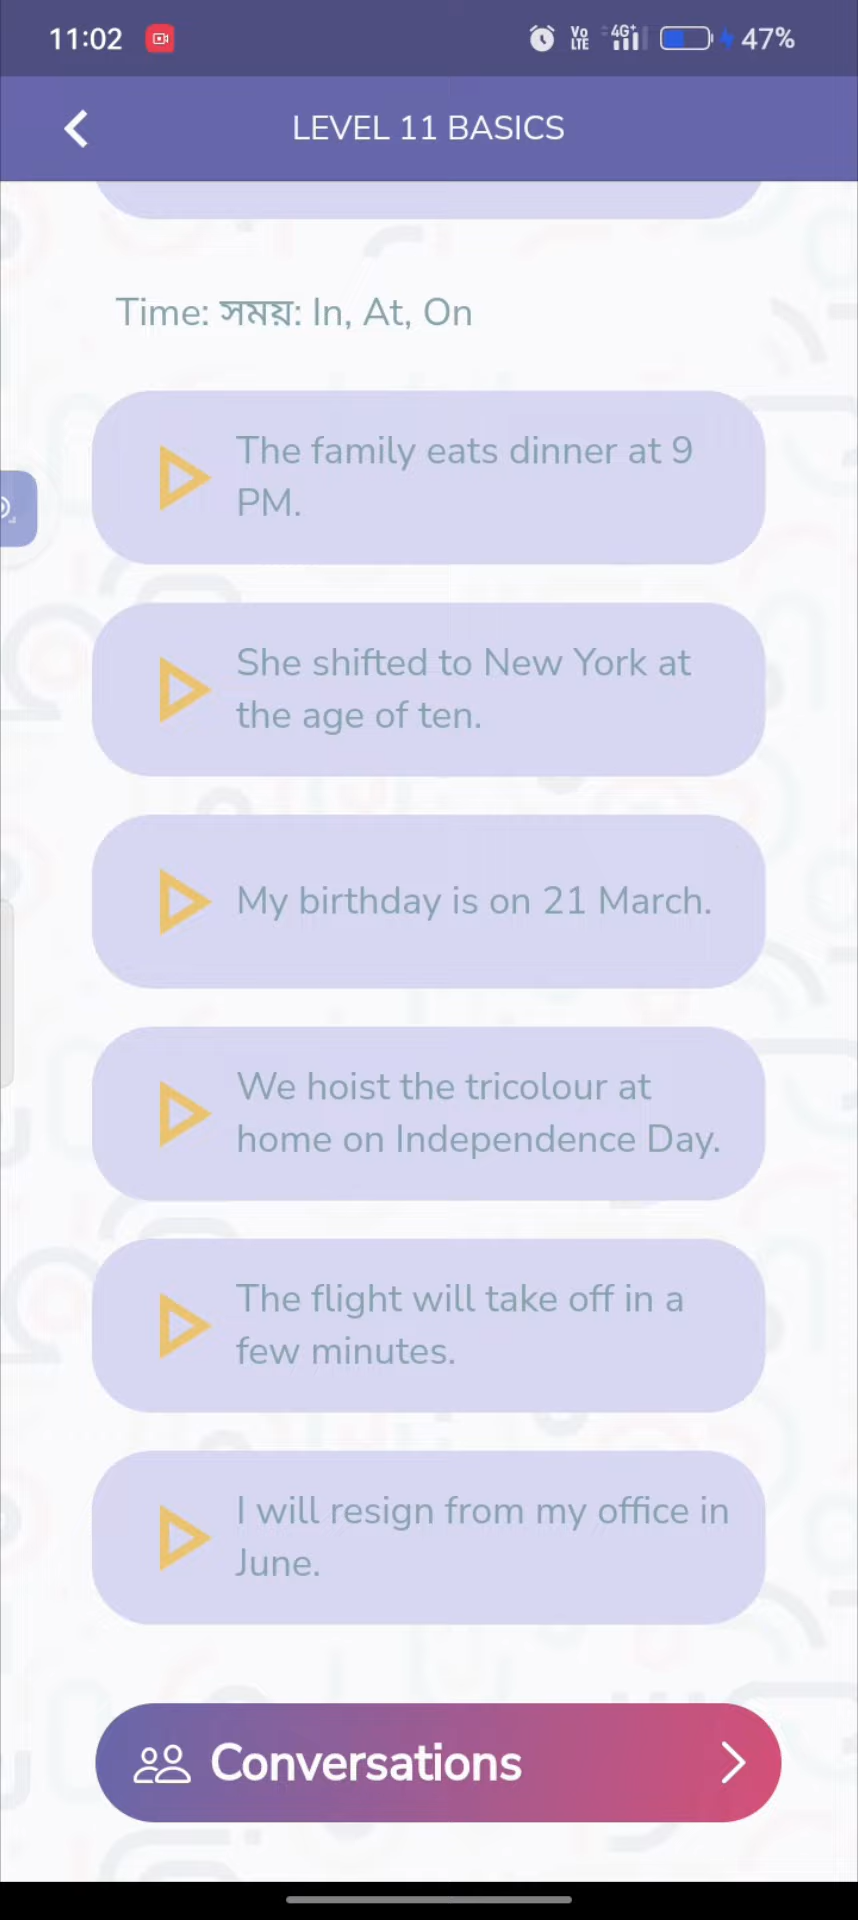 11:02
Vo LTE 4G+ 47%
LEVEL 11 BASICS
Time: সময়: In, At, On
The family eats dinner at 9
PM.
She shifted to New York at
the age of ten.
My birthday is on 21 March.
We hoist the tricolour at
home on Independence Day.
The flight will take off in a
few minutes.
I will resign from my office in
June.
Conversations